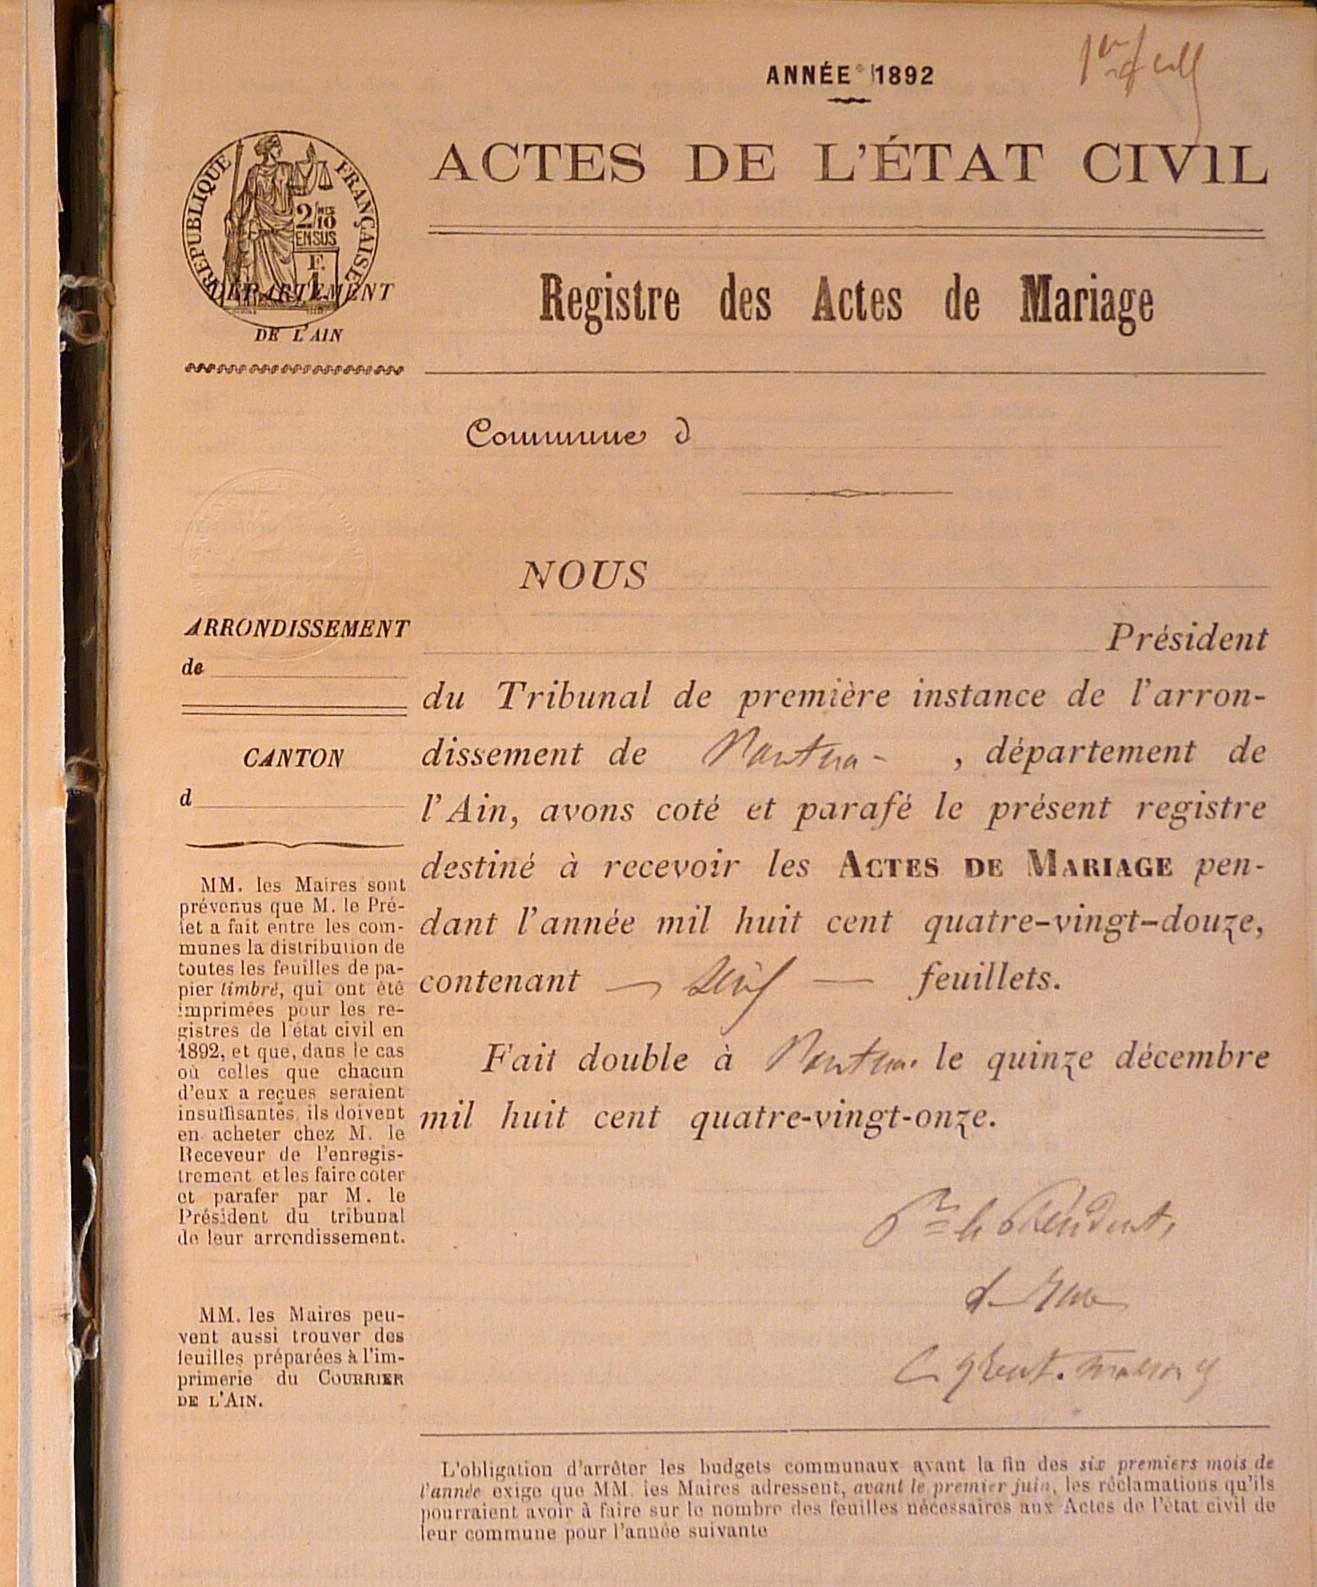 ANNÉE 1892
ACTES DE L'ÉTAT CIVIL
RÉPUBLIQUE FRANÇAISE
2/10
EN SUS
F.
DÉPARTEMENT
DE L'AIN
Registre des Actes de Mariage
Commune d
NOUS
ARRONDISSEMENT
de
Président
du Tribunal de première instance de l'arron-
dissement de Nantua , département de
l'Ain, avons coté et parafé le présent registre
destiné à recevoir les ACTES DE MARIAGE pen-
dant l'année mil huit cent quatre-vingt-douze,
contenant — — feuillets.
Fait double à Nantua le quinze décembre
mil huit cent quatre-vingt-onze.
CANTON
d
MM. les Maires sont
prévenus que M. le Pré-
fet a fait entre les com-
munes la distribution de
toutes les feuilles de pa-
pier timbré, qui ont été
imprimées pour les re-
gistres de l'état civil en
1892, et que, dans le cas
où celles que chacun
d'eux a reçues seraient
insuffisantes, ils doivent
en acheter chez M. le
Receveur de l'enregis-
trement et les faire coter
et parafer par M. le
Président du tribunal
de leur arrondissement.
MM. les Maires peu-
vent aussi trouver des
feuilles préparées à l'im-
primerie du COURRIER
DE L'AIN.
Pr le Président,
L'obligation d'arrêter les budgets communaux avant la fin des six premiers mois de
l'année exige que MM. les Maires adressent, avant le premier juin, les réclamations qu'ils
pourraient avoir à faire sur le nombre des feuilles nécessaires aux Actes de l'état civil de
leur commune pour l'année suivante